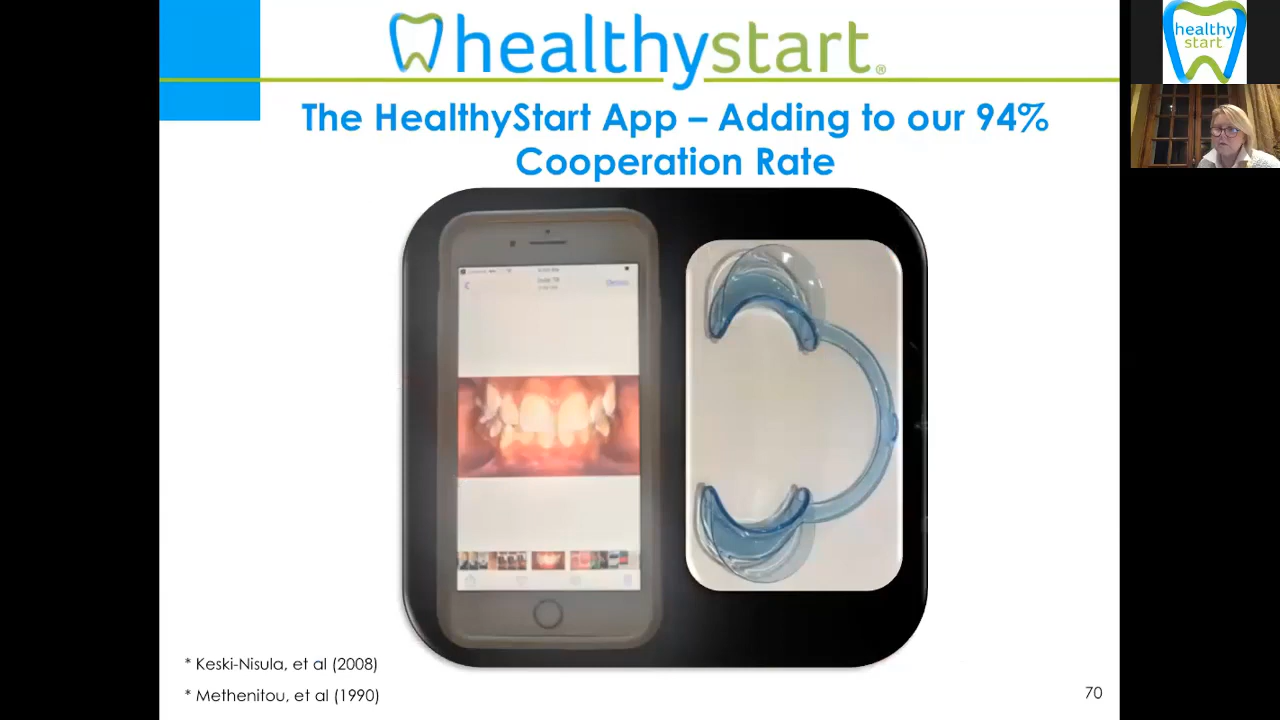 healthystart®
healthy
start
The HealthyStart App – Adding to our 94%
Cooperation Rate
* Keski-Nisula, et al (2008)
* Methenitou, et al (1990)
70